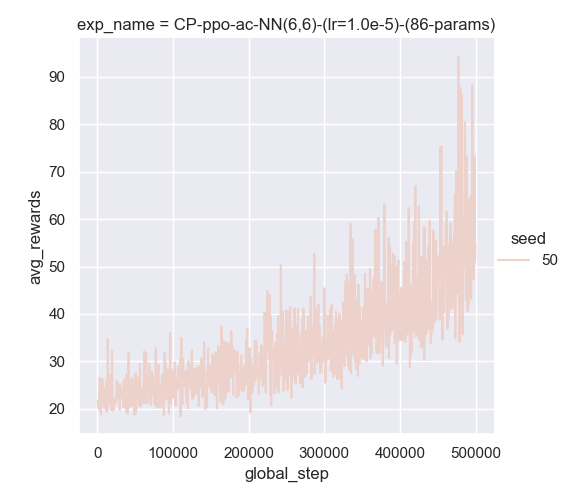 exp_name = CP-ppo-ac-NN(6,6)-(lr=1.0e-5)-(86-params)
90
80
70
60
50
40
30
20
avg_rewards
seed
50
0 100000 200000 300000 400000 500000
global_step